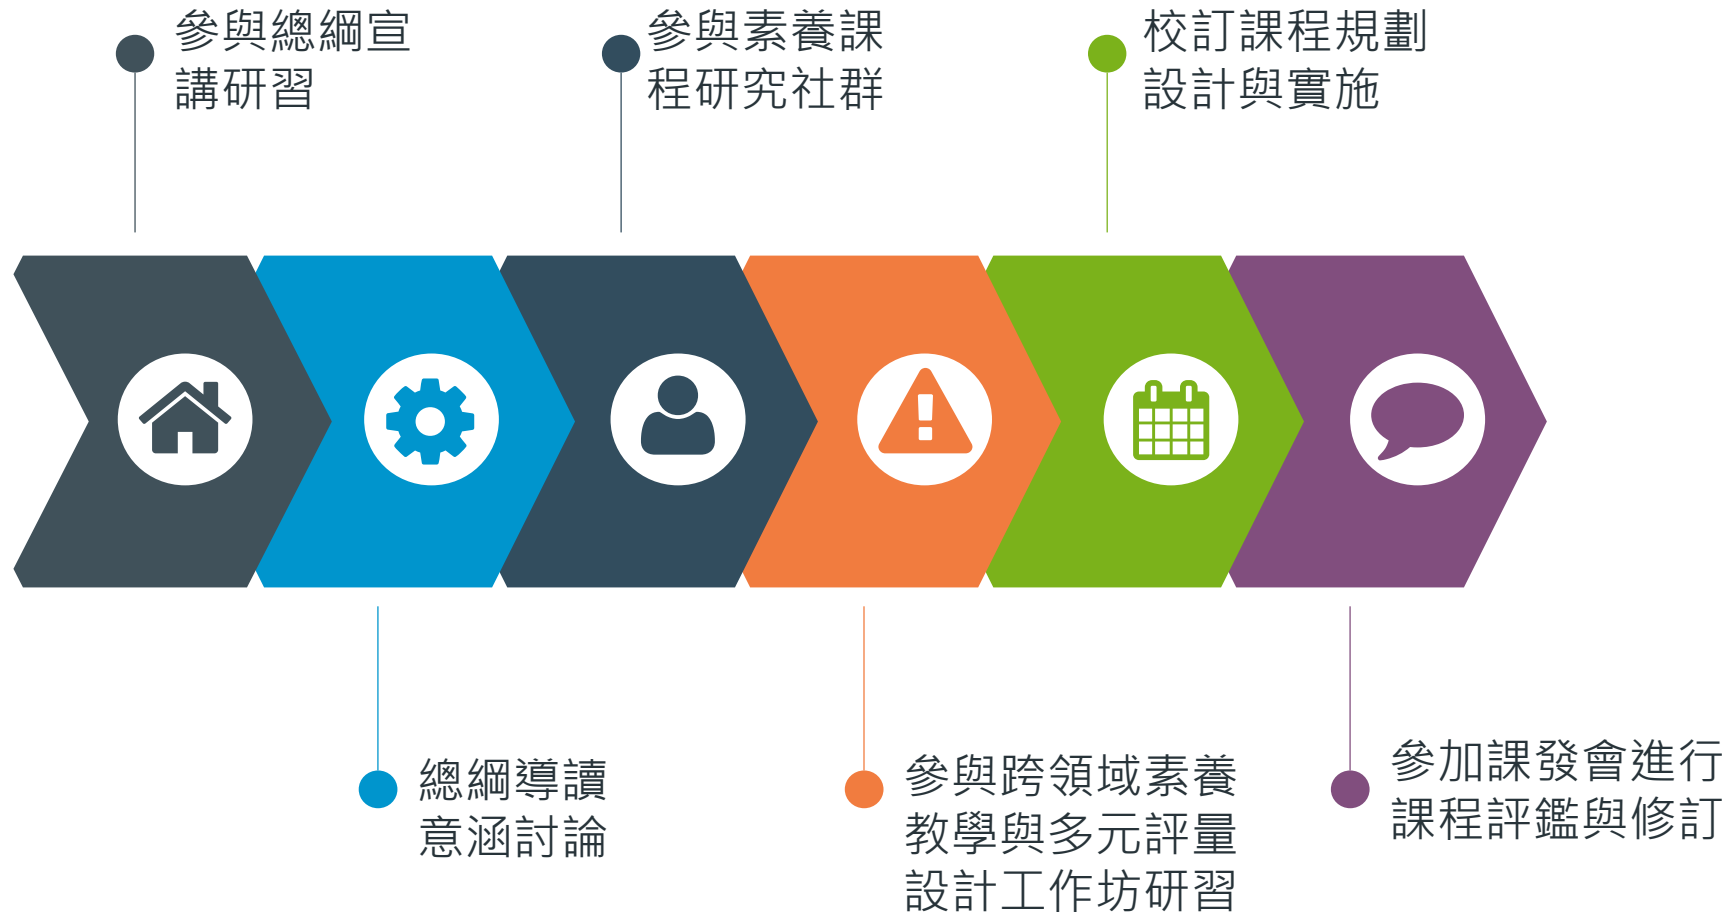 參與總綱宣
講研習
參與素養課
程研究社群
校訂課程規劃
設計與實施
總綱導讀
意涵討論
參與跨領域素養
教學與多元評量
設計工作坊研習
參加課發會進行
課程評鑑與修訂